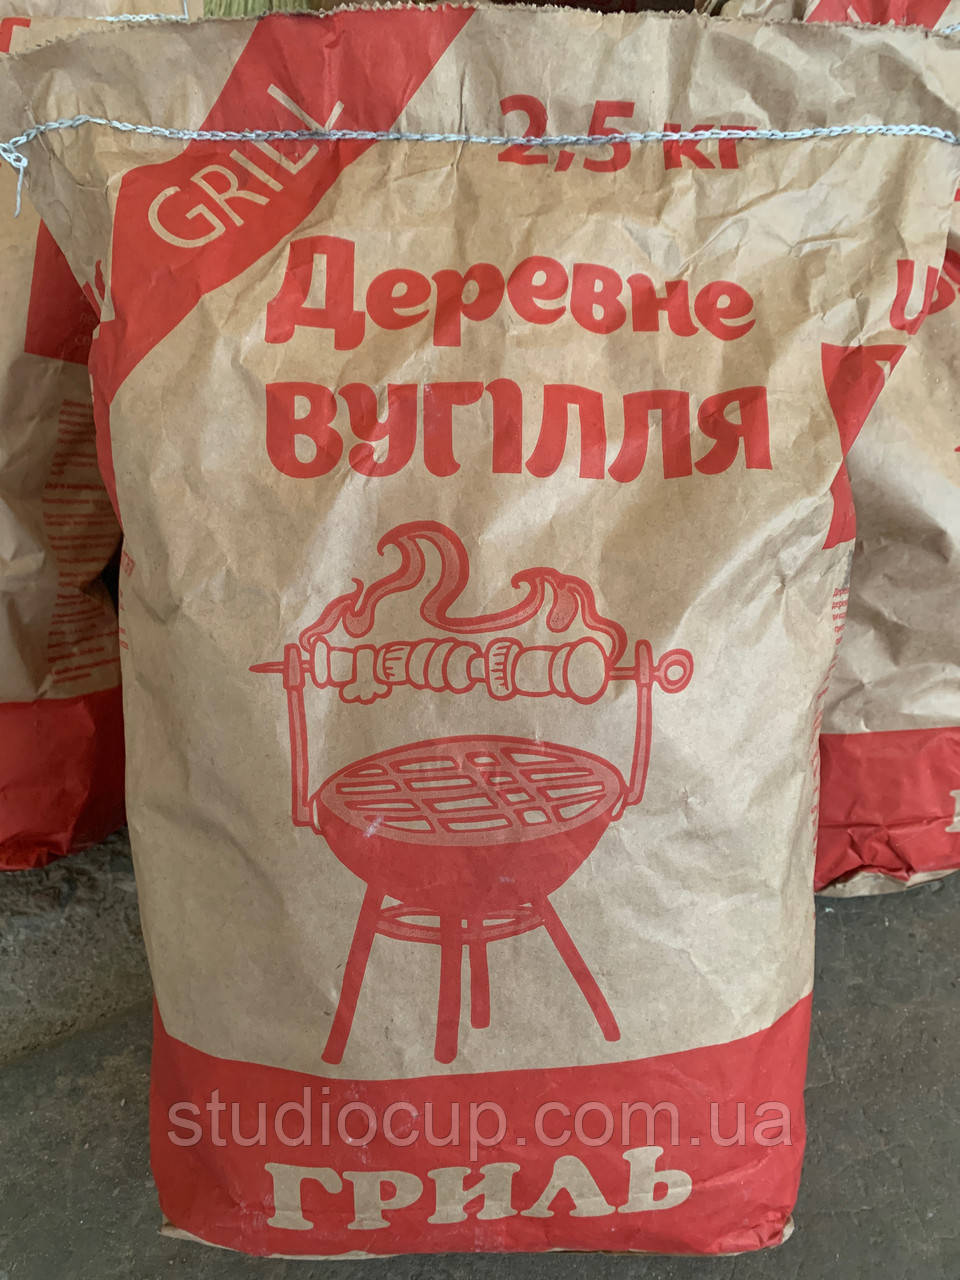 GRILL
2,5 кг
Деревне
вугілля
studiocup.com.ua
ГРИЛЬ